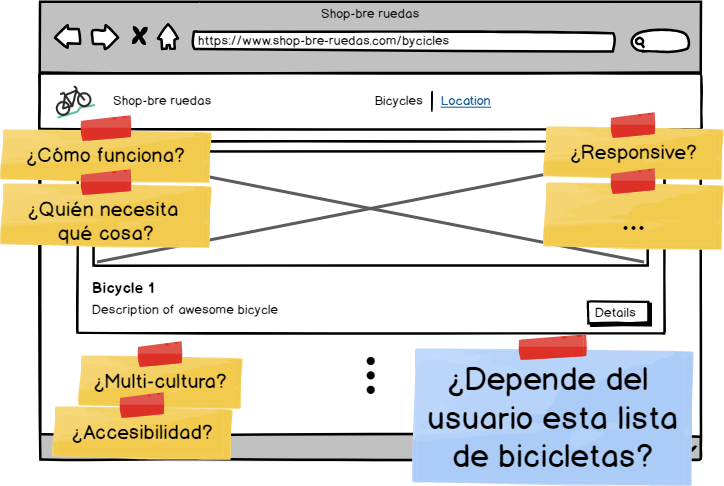 Shop-bre ruedas
https://www.shop-bre-ruedas.com/bycicles
Shop-bre ruedas
Bicycles
Location
¿Cómo funciona?
¿Responsive?
¿Quién necesita
qué cosa?
...
Bicycle 1
Description of awesome bicycle
Details
¿Multi-cultura?
¿Accesibilidad?
¿Depende del
usuario esta lista
de bicicletas?